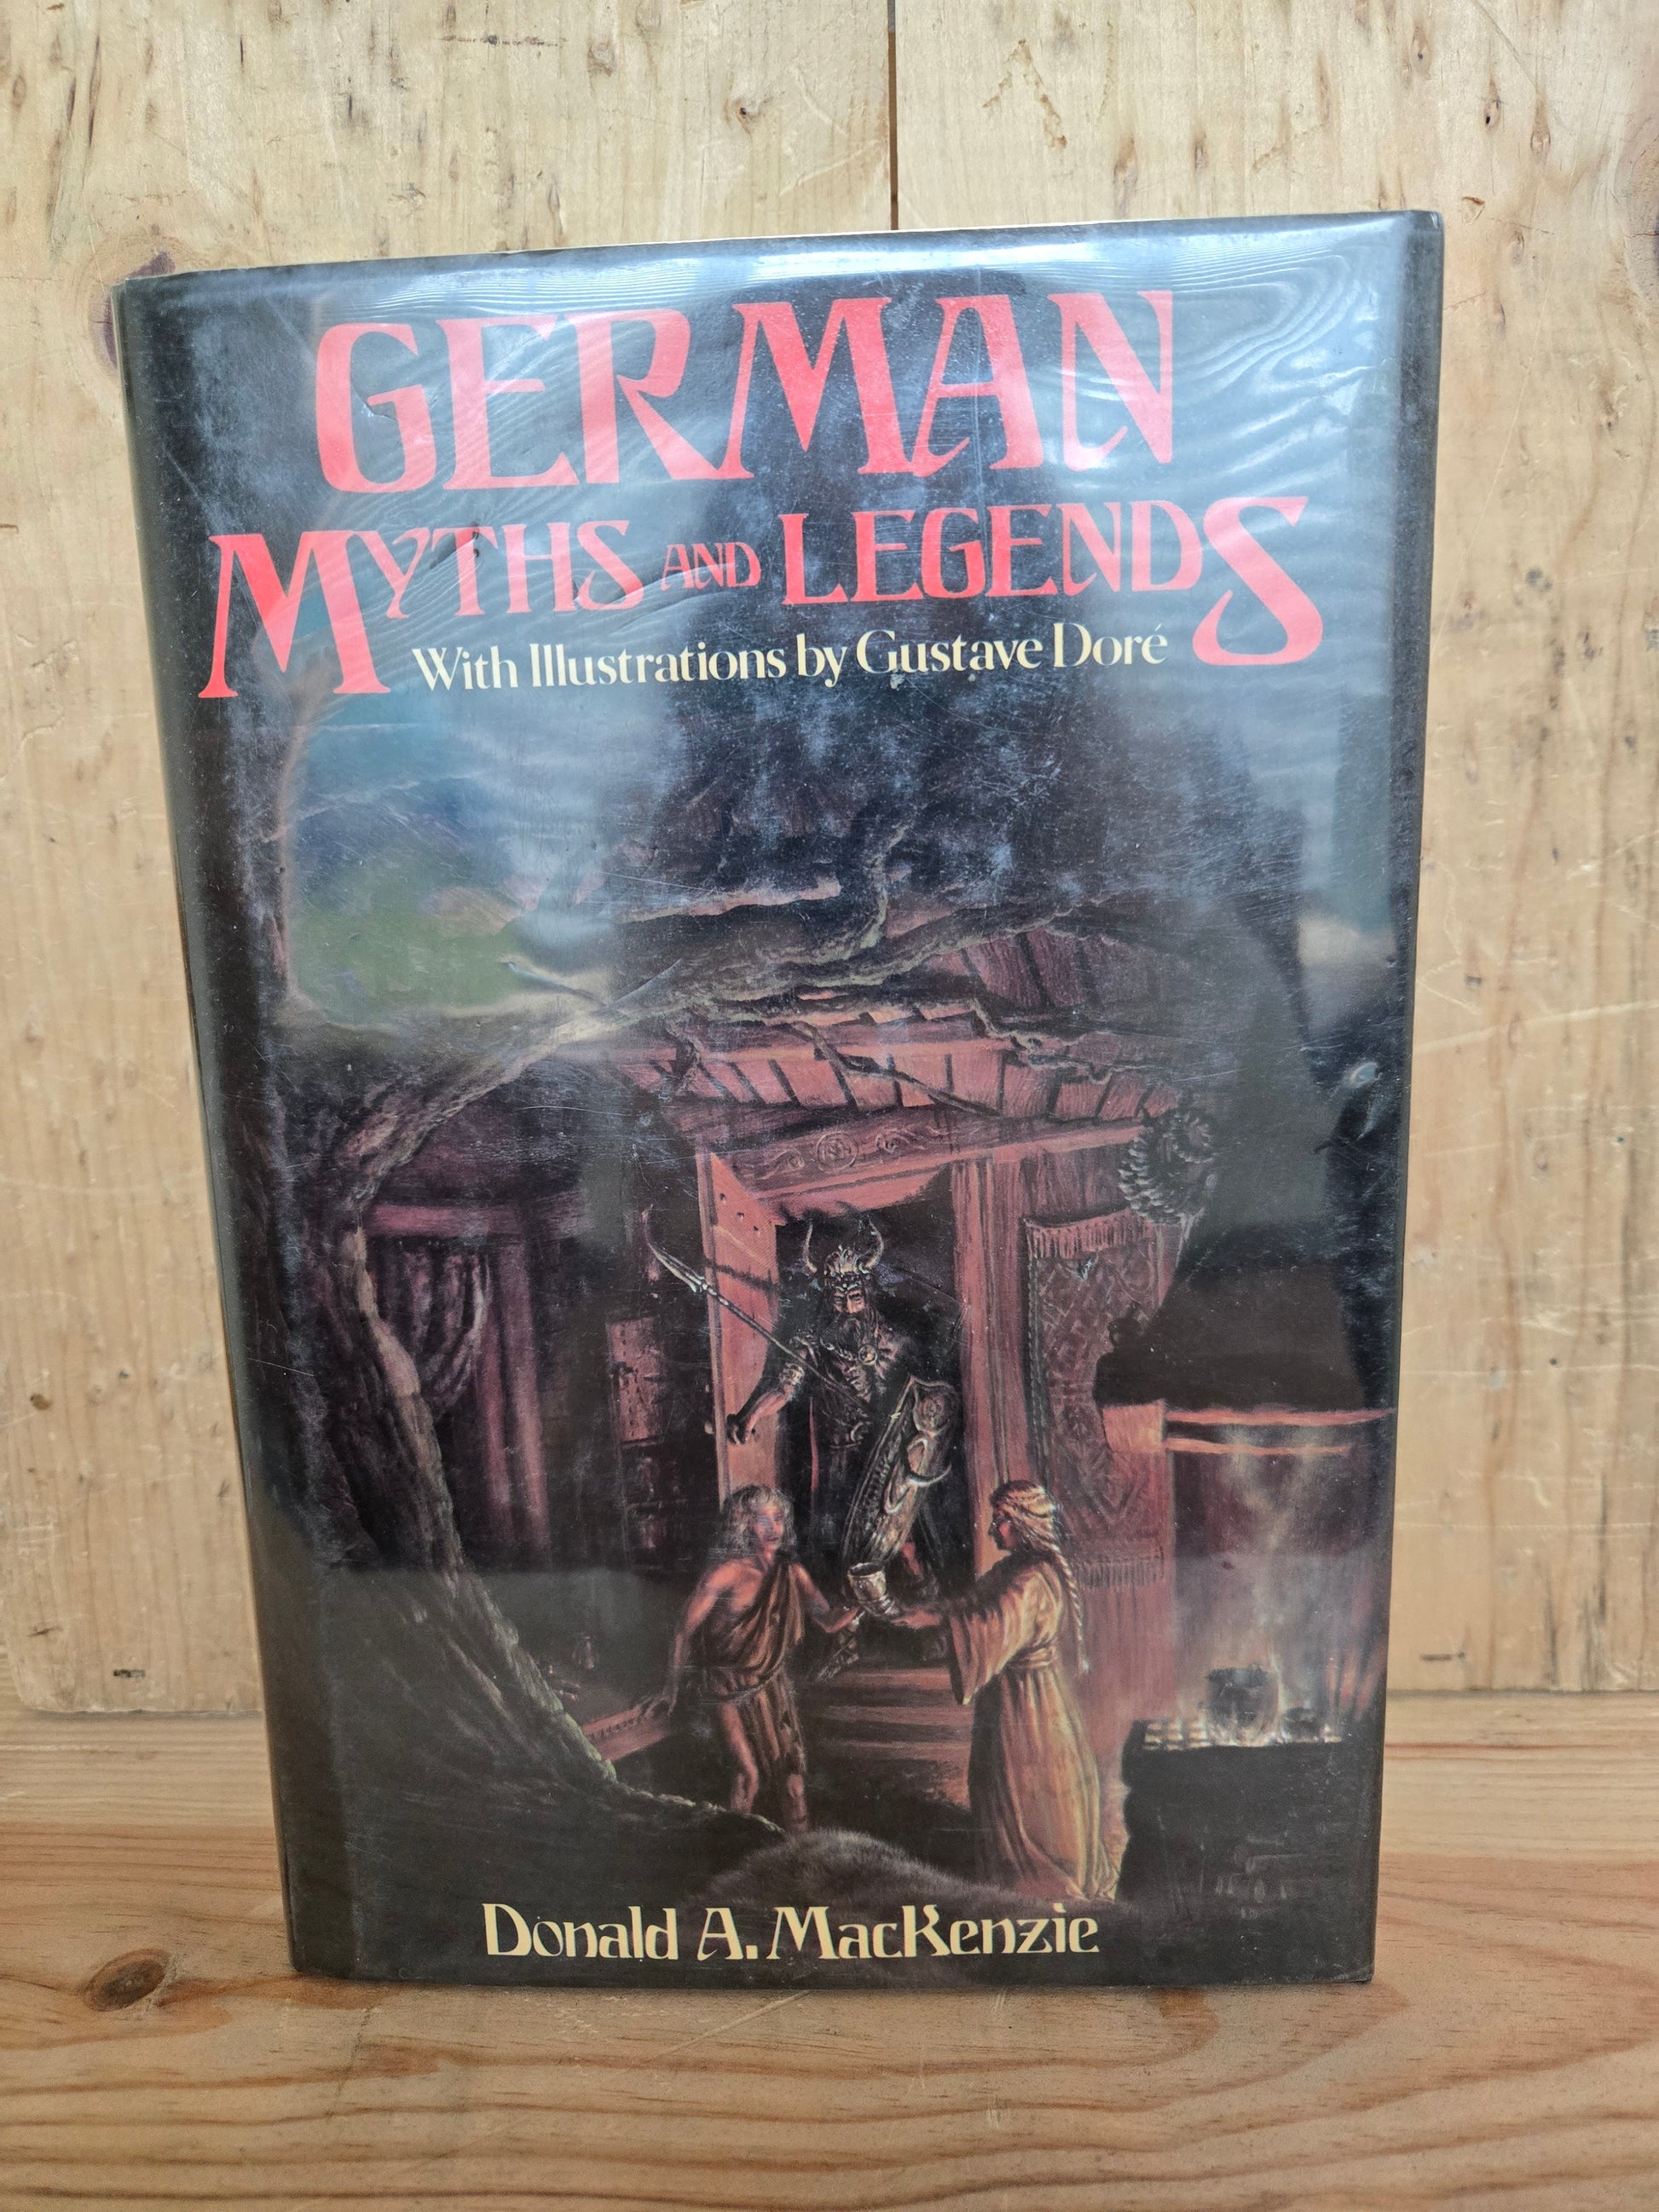 GERMAN
MYTHS AND LEGENDS
With Illustrations by Gustave Doré
Donald A. MacKenzie